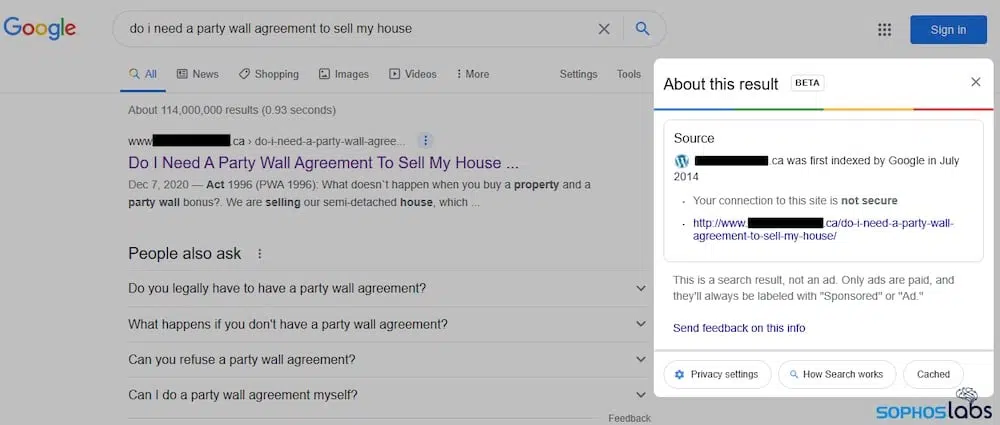 Google
do i need a party wall agreement to sell my house
Sign in
All
News
Shopping
Images
Videos
More
Settings
Tools
About 114,000,000 results (0.93 seconds)
www .ca › do-i-need-a-party-wall-agree...
Do I Need A Party Wall Agreement To Sell My House ...
Dec 7, 2020 — Act 1996 (PWA 1996): What doesn`t happen when you buy a property and a
party wall bonus?. We are selling our semi-detached house, which ...
People also ask
Do you legally have to have a party wall agreement?
What happens if you don't have a party wall agreement?
Can you refuse a party wall agreement?
Can I do a party wall agreement myself?
Feedback
About this result
BETA
Source
.ca was first indexed by Google in July
2014
Your connection to this site is not secure
http://www. .ca/do-i-need-a-party-wall-
agreement-to-sell-my-house/
This is a search result, not an ad. Only ads are paid, and
they'll always be labeled with "Sponsored" or "Ad."
Send feedback on this info
Privacy settings
How Search works
Cached
SOPHOSlabs